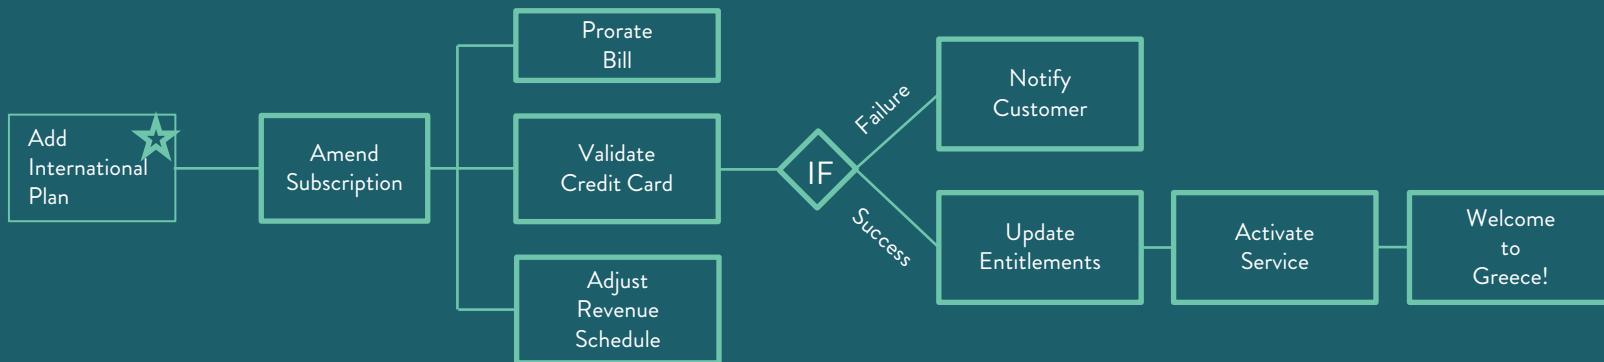 Add
International
Plan
Amend
Subscription
Prorate
Bill
Validate
Credit Card
Adjust
Revenue
Schedule
IF
Failure
Success
Notify
Customer
Update
Entitlements
Activate
Service
Welcome
to
Greece!